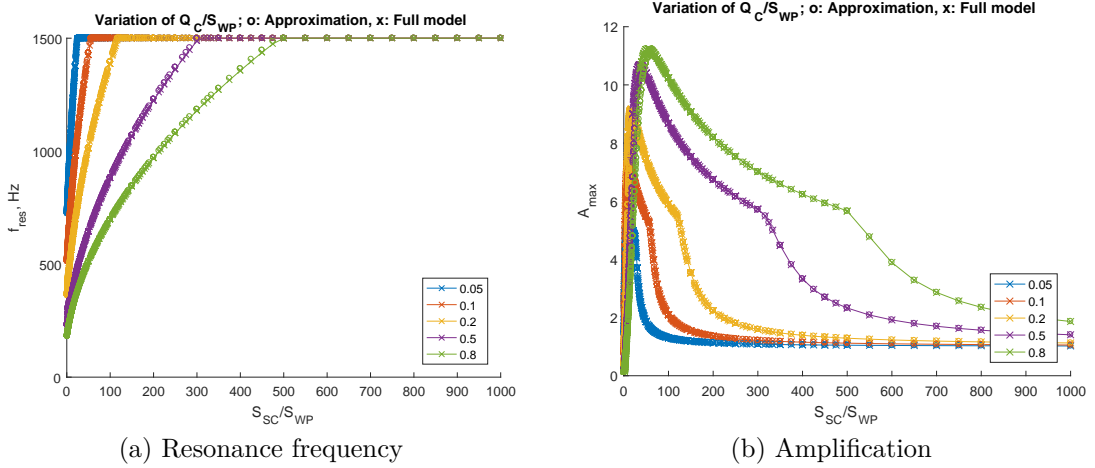 Variation of Q_C/S_WP; o: Approximation, x: Full model
f_res, Hz
1500
1000
500
0
0 100 200 300 400 500 600 700 800 900 1000
S_SC/S_WP
0.05
0.1
0.2
0.5
0.8
(a) Resonance frequency
Variation of Q_C/S_WP; o: Approximation, x: Full model
A_max
12
10
8
6
4
2
0
0 100 200 300 400 500 600 700 800 900 1000
S_SC/S_WP
0.05
0.1
0.2
0.5
0.8
(b) Amplification